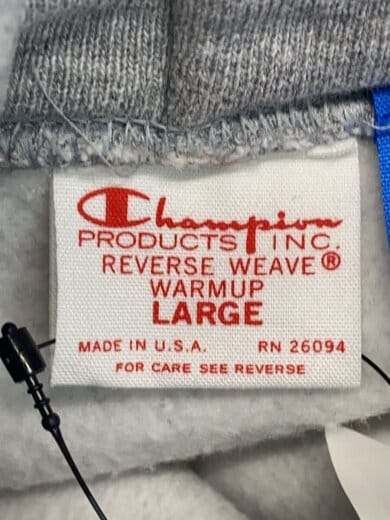 Champion
PRODUCTS INC.
REVERSE WEAVE®
WARMUP
LARGE
MADE IN U.S.A. RN 26094
FOR CARE SEE REVERSE